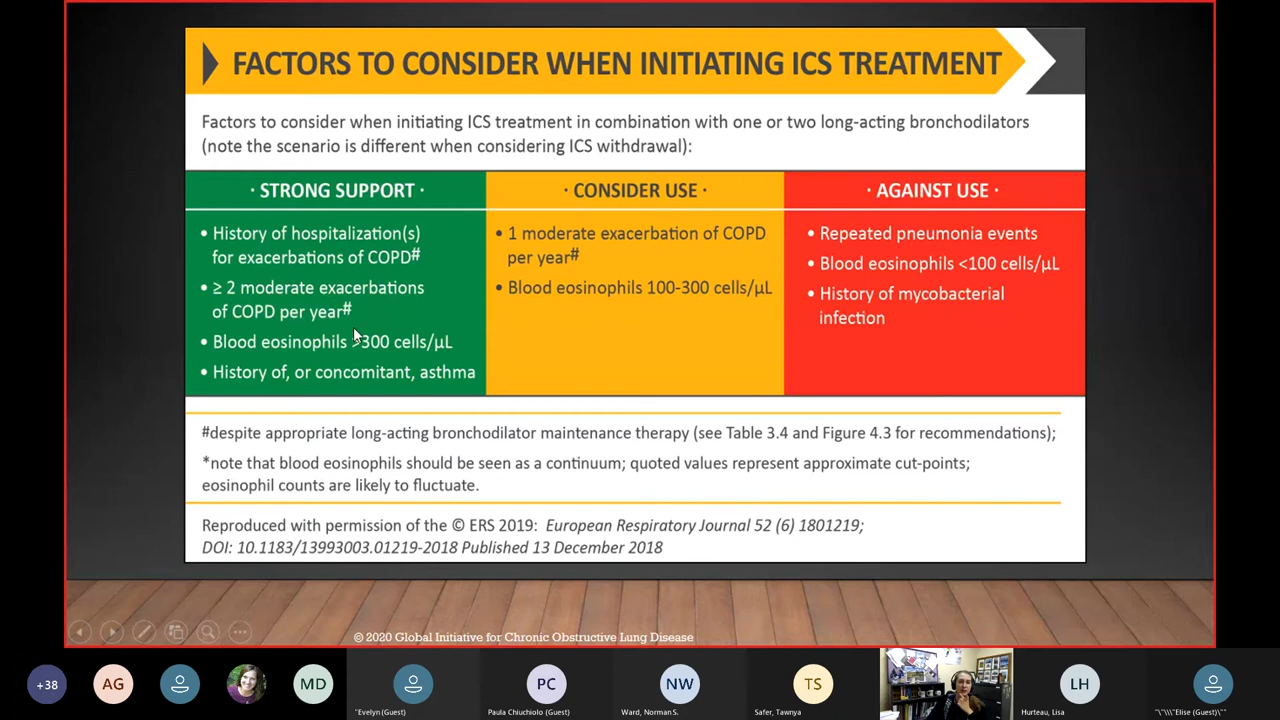 FACTORS TO CONSIDER WHEN INITIATING ICS TREATMENT
Factors to consider when initiating ICS treatment in combination with one or two long-acting bronchodilators
(note the scenario is different when considering ICS withdrawal):
· STRONG SUPPORT ·
• History of hospitalization(s)
for exacerbations of COPD#
• ≥ 2 moderate exacerbations
of COPD per year#
• Blood eosinophils >300 cells/µL
• History of, or concomitant, asthma
· CONSIDER USE ·
• 1 moderate exacerbation of COPD
per year#
• Blood eosinophils 100-300 cells/µL
· AGAINST USE ·
• Repeated pneumonia events
• Blood eosinophils <100 cells/µL
• History of mycobacterial
infection
#despite appropriate long-acting bronchodilator maintenance therapy (see Table 3.4 and Figure 4.3 for recommendations);
*note that blood eosinophils should be seen as a continuum; quoted values represent approximate cut-points;
eosinophil counts are likely to fluctuate.
Reproduced with permission of the © ERS 2019: European Respiratory Journal 52 (6) 1801219;
DOI: 10.1183/13993003.01219-2018 Published 13 December 2018
© 2020 Global Initiative for Chronic Obstructive Lung Disease
+38
AG
MD
"Evelyn (Guest)
PC
Paula Chiuchiolo (Guest)
NW
Ward, Norman S.
TS
Safer, Tawnya
LH
Hurteau, Lisa
"\"\\\"Elise (Guest)\"